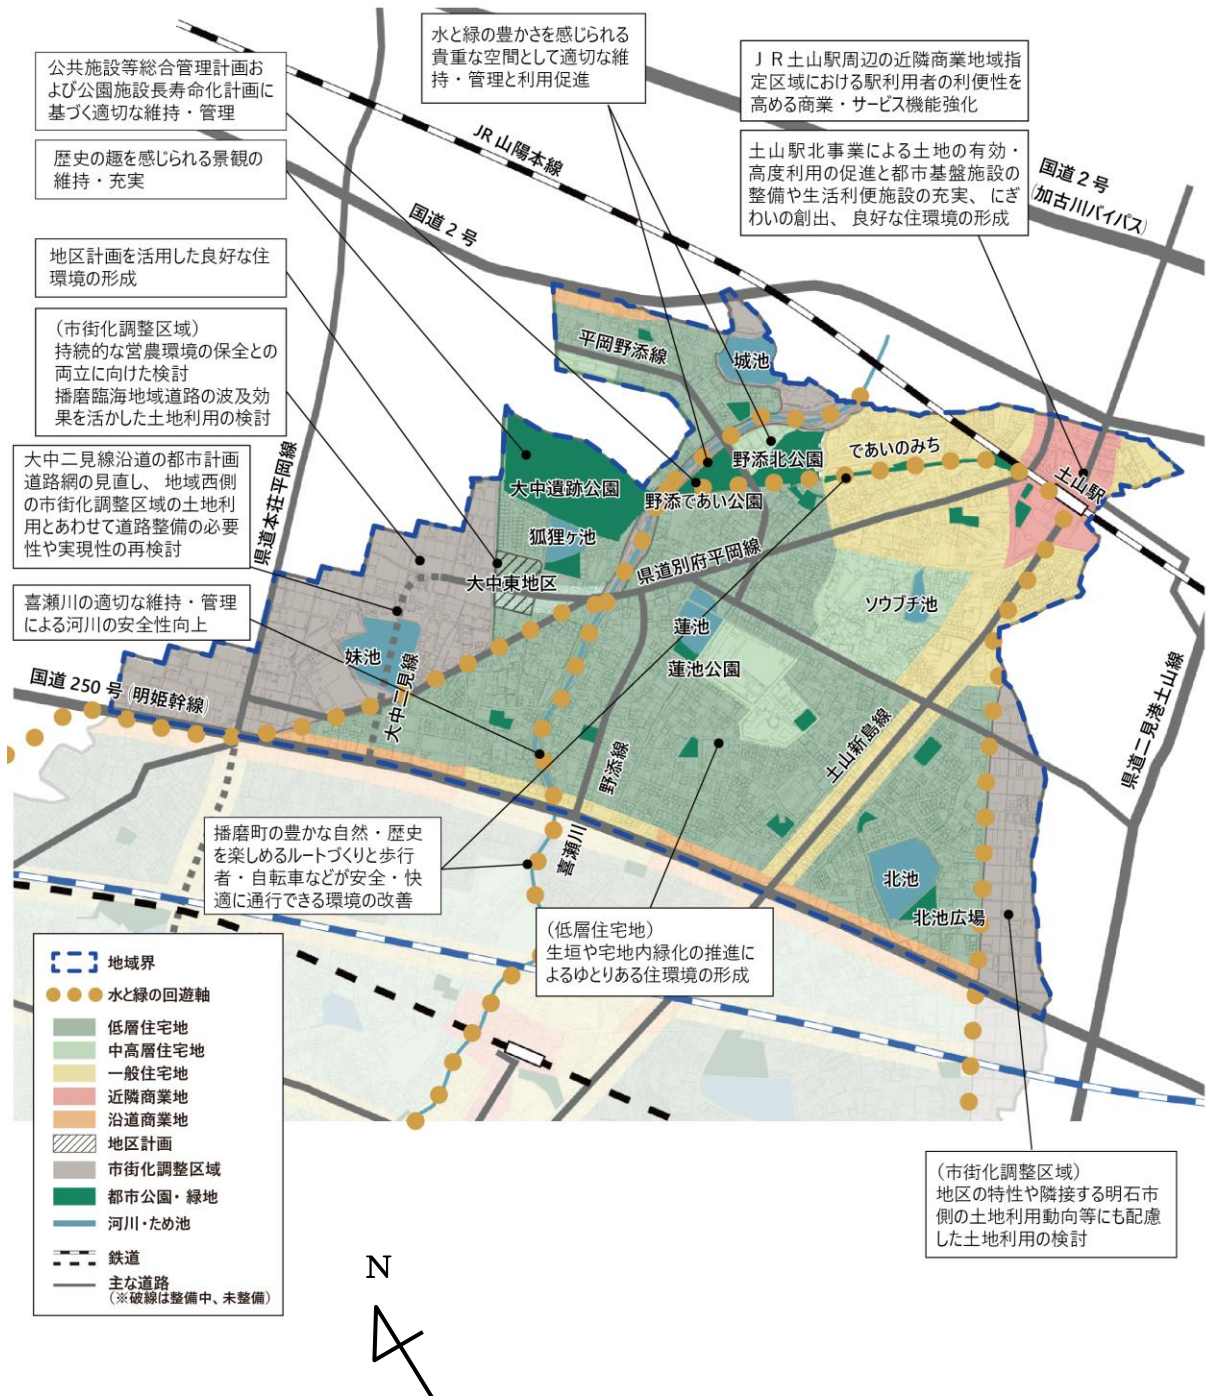 水と緑の豊かさを感じられる
貴重な空間として適切な維
持・管理と利用促進
公共施設等総合管理計画お
よび公園施設長寿命化計画に
基づく適切な維持・管理
歴史の趣を感じられる景観の
維持・充実
地区計画を活用した良好な住
環境の形成
(市街化調整区域)
持続的な営農環境の保全との
両立に向けた検討
播磨臨海地域道路の波及効
果を活かした土地利用の検討
大中二見線沿道の都市計画
道路網の見直し、地域西側
の市街化調整区域の土地利
用とあわせて道路整備の必要
性や実現性の再検討
喜瀬川の適切な維持・管理
による河川の安全性向上
JR土山駅周辺の近隣商業地域指
定区域における駅利用者の利便性を
高める商業・サービス機能強化
土山駅北事業による土地の有効・
高度利用の促進と都市基盤施設の
整備や生活利便施設の充実、にぎ
わいの創出、良好な住環境の形成
JR山陽本線
国道2号
国道2号
(加古川バイパス)
平岡野添線
城池
野添北公園
であいのみち
土山駅
大中遺跡公園
野添であい公園
狐狸ヶ池
県道別府平岡線
大中東地区
県道本荘平岡線
蓮池
ソウブチ池
蓮池公園
妹池
大中二見線
国道250号(明姫幹線)
野添線
土山新島線
県道二見港土山線
喜瀬川
北池
北池広場
播磨町の豊かな自然・歴史
を楽しめるルートづくりと歩行
者・自転車などが安全・快
適に通行できる環境の改善
(低層住宅地)
生垣や宅地内緑化の推進に
よるゆとりある住環境の形成
(市街化調整区域)
地区の特性や隣接する明石市
側の土地利用動向等にも配慮
した土地利用の検討
地域界
水と緑の回遊軸
低層住宅地
中高層住宅地
一般住宅地
近隣商業地
沿道商業地
地区計画
市街化調整区域
都市公園・緑地
河川・ため池
鉄道
主な道路
(※破線は整備中、未整備)
N